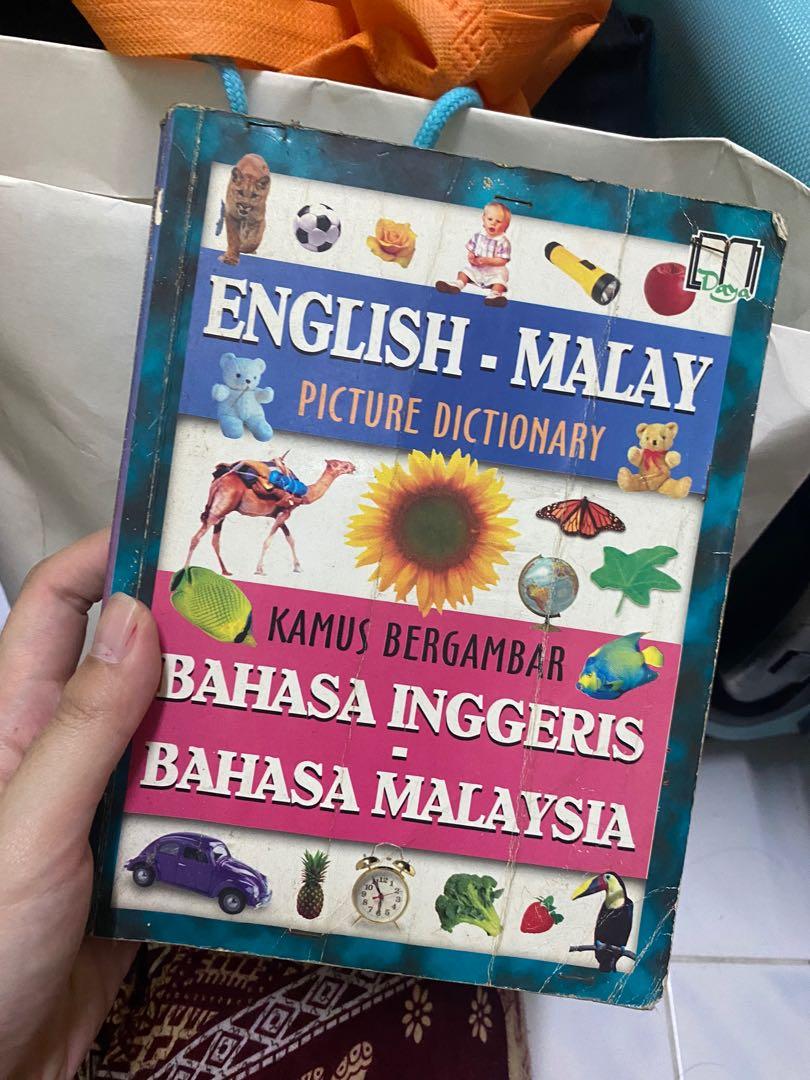 Daya
ENGLISH - MALAY
PICTURE DICTIONARY
KAMUS BERGAMBAR
BAHASA INGGERIS
-
BAHASA MALAYSIA